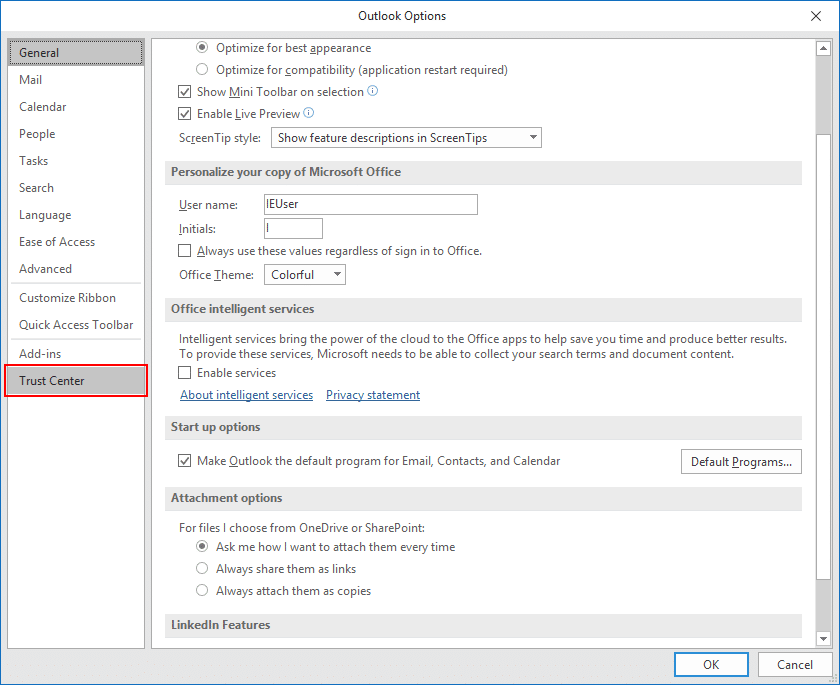 Outlook Options
General
Mail
Calendar
People
Tasks
Search
Language
Ease of Access
Advanced
Customize Ribbon
Quick Access Toolbar
Add-ins
Trust Center
Optimize for best appearance
Optimize for compatibility (application restart required)
Show Mini Toolbar on selection
Enable Live Preview
ScreenTip style: Show feature descriptions in ScreenTips
Personalize your copy of Microsoft Office
User name: IEUser
Initials: I
Always use these values regardless of sign in to Office.
Office Theme: Colorful
Office intelligent services
Intelligent services bring the power of the cloud to the Office apps to help save you time and produce better results.
To provide these services, Microsoft needs to be able to collect your search terms and document content.
Enable services
About intelligent services Privacy statement
Start up options
Make Outlook the default program for Email, Contacts, and Calendar Default Programs...
Attachment options
For files I choose from OneDrive or SharePoint:
Ask me how I want to attach them every time
Always share them as links
Always attach them as copies
LinkedIn Features
OK Cancel